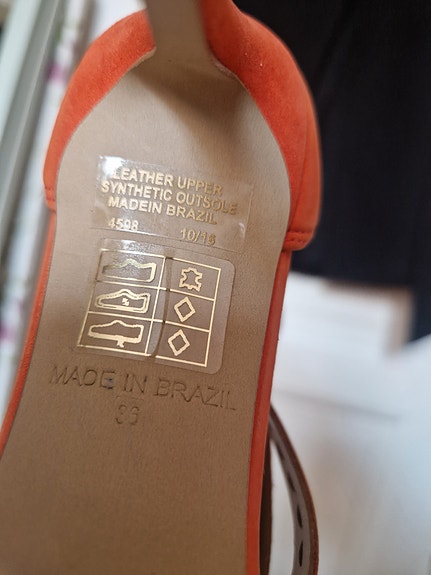 LEATHER UPPER
SYNTHETIC OUTSOLE
MADEIN BRAZIL
4598 10/16
MADE IN BRAZIL
36